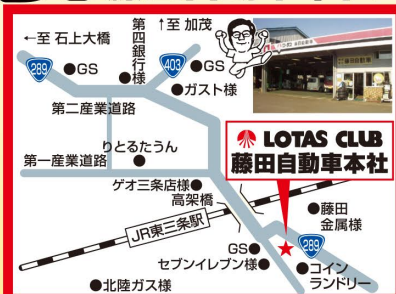 ←至 石上大橋
第四銀行様
↑至 加茂
289
●GS
403
●GS
●ガスト様
第二産業道路
りとるたうん
第一産業道路
LOTAS CLUB
藤田自動車本社
ゲオ三条店様●
高架橋
JR東三条駅
●藤田
金属様
289
GS●
セブンイレブン様●
●コイン
ランドリー
●北陸ガス様